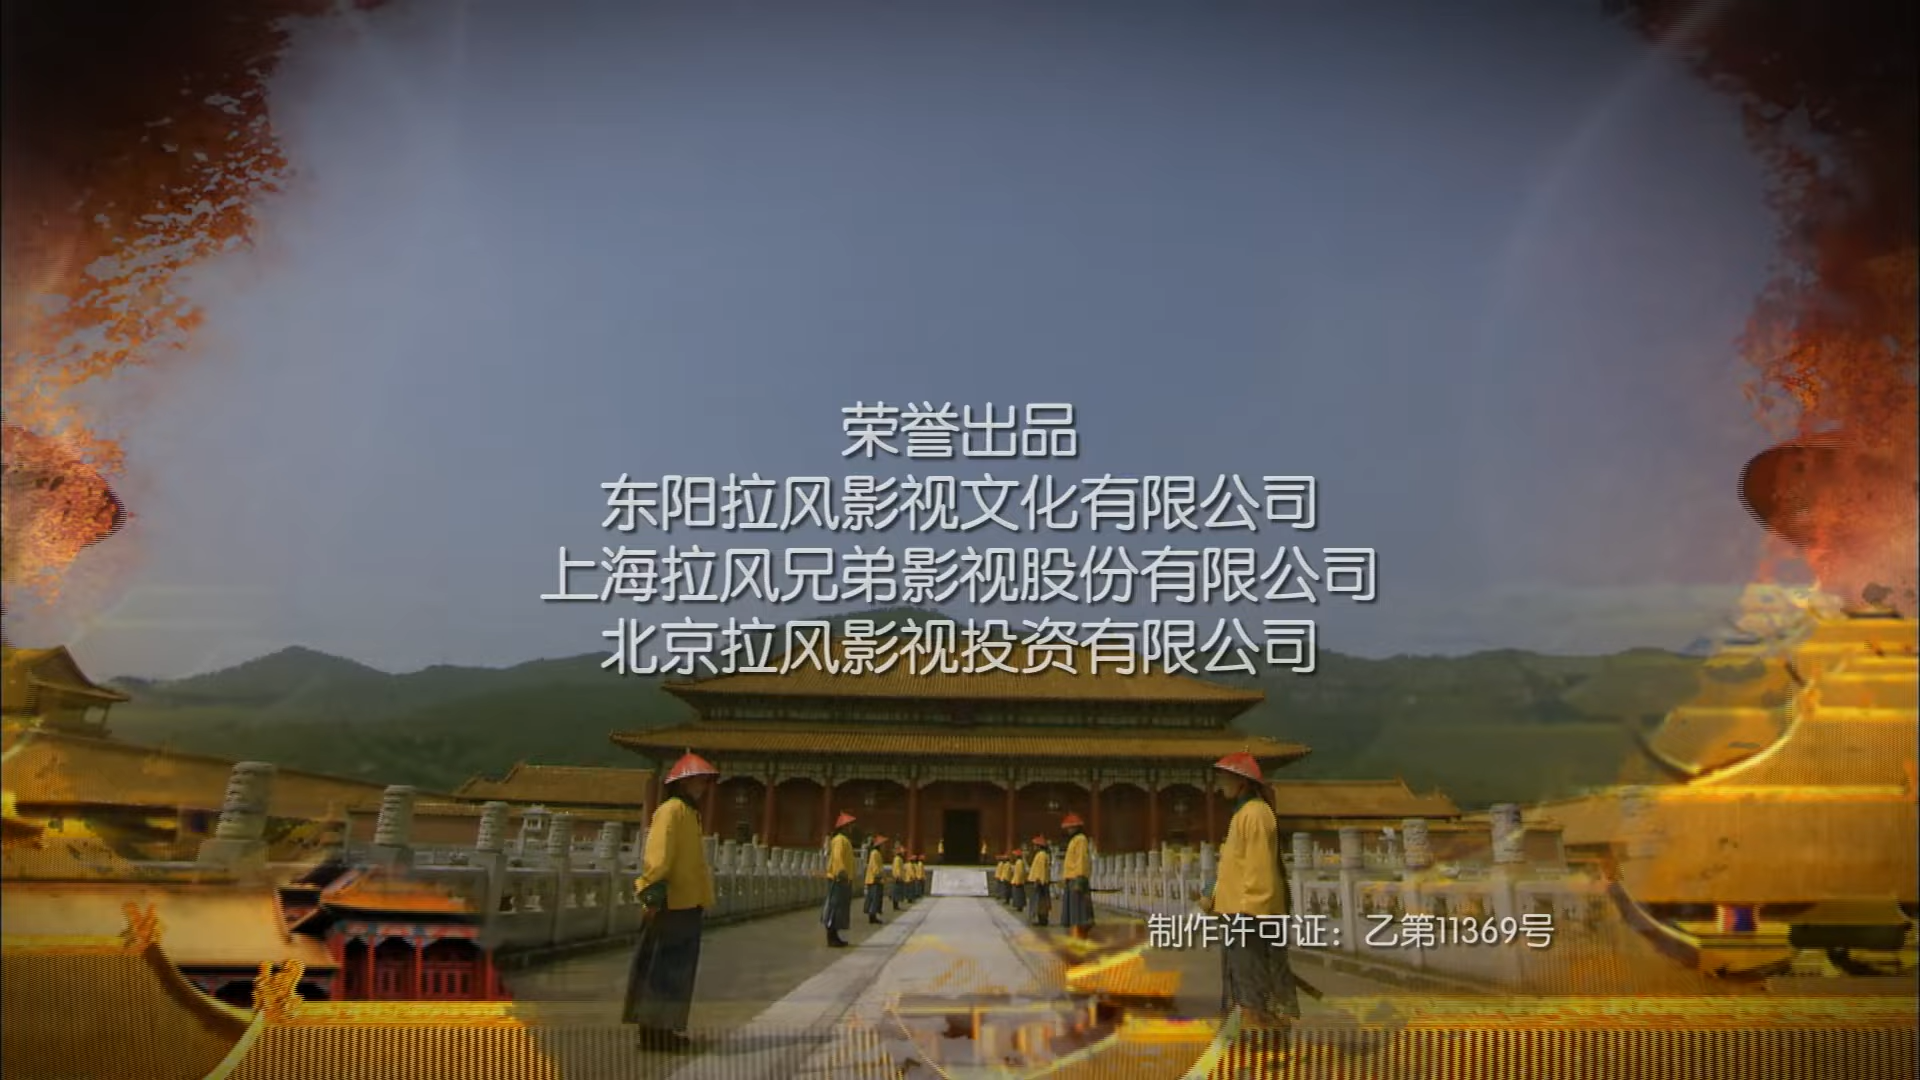 荣誉出品
东阳拉风影视文化有限公司
上海拉风兄弟影视股份有限公司
北京拉风影视投资有限公司
制作许可证：乙第11369号